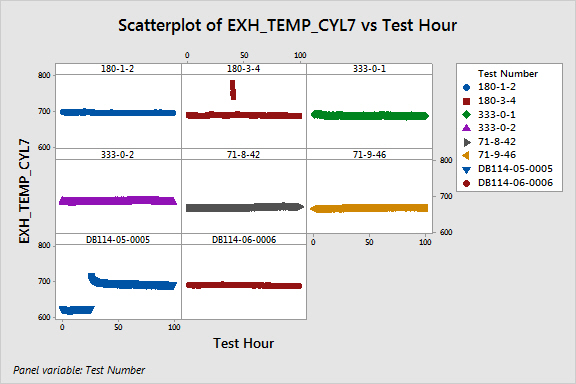 Scatterplot of EXH_TEMP_CYL7 vs Test Hour
0 50 100
180-1-2 180-3-4 333-0-1
800
700
600
333-0-2 71-8-42 71-9-46
800
700
600
DB114-05-0005 DB114-06-0006
0 50 100
800
700
600
0 50 100
EXH_TEMP_CYL7
Test Hour
Test Number
180-1-2
180-3-4
333-0-1
333-0-2
71-8-42
71-9-46
DB114-05-0005
DB114-06-0006
Panel variable: Test Number